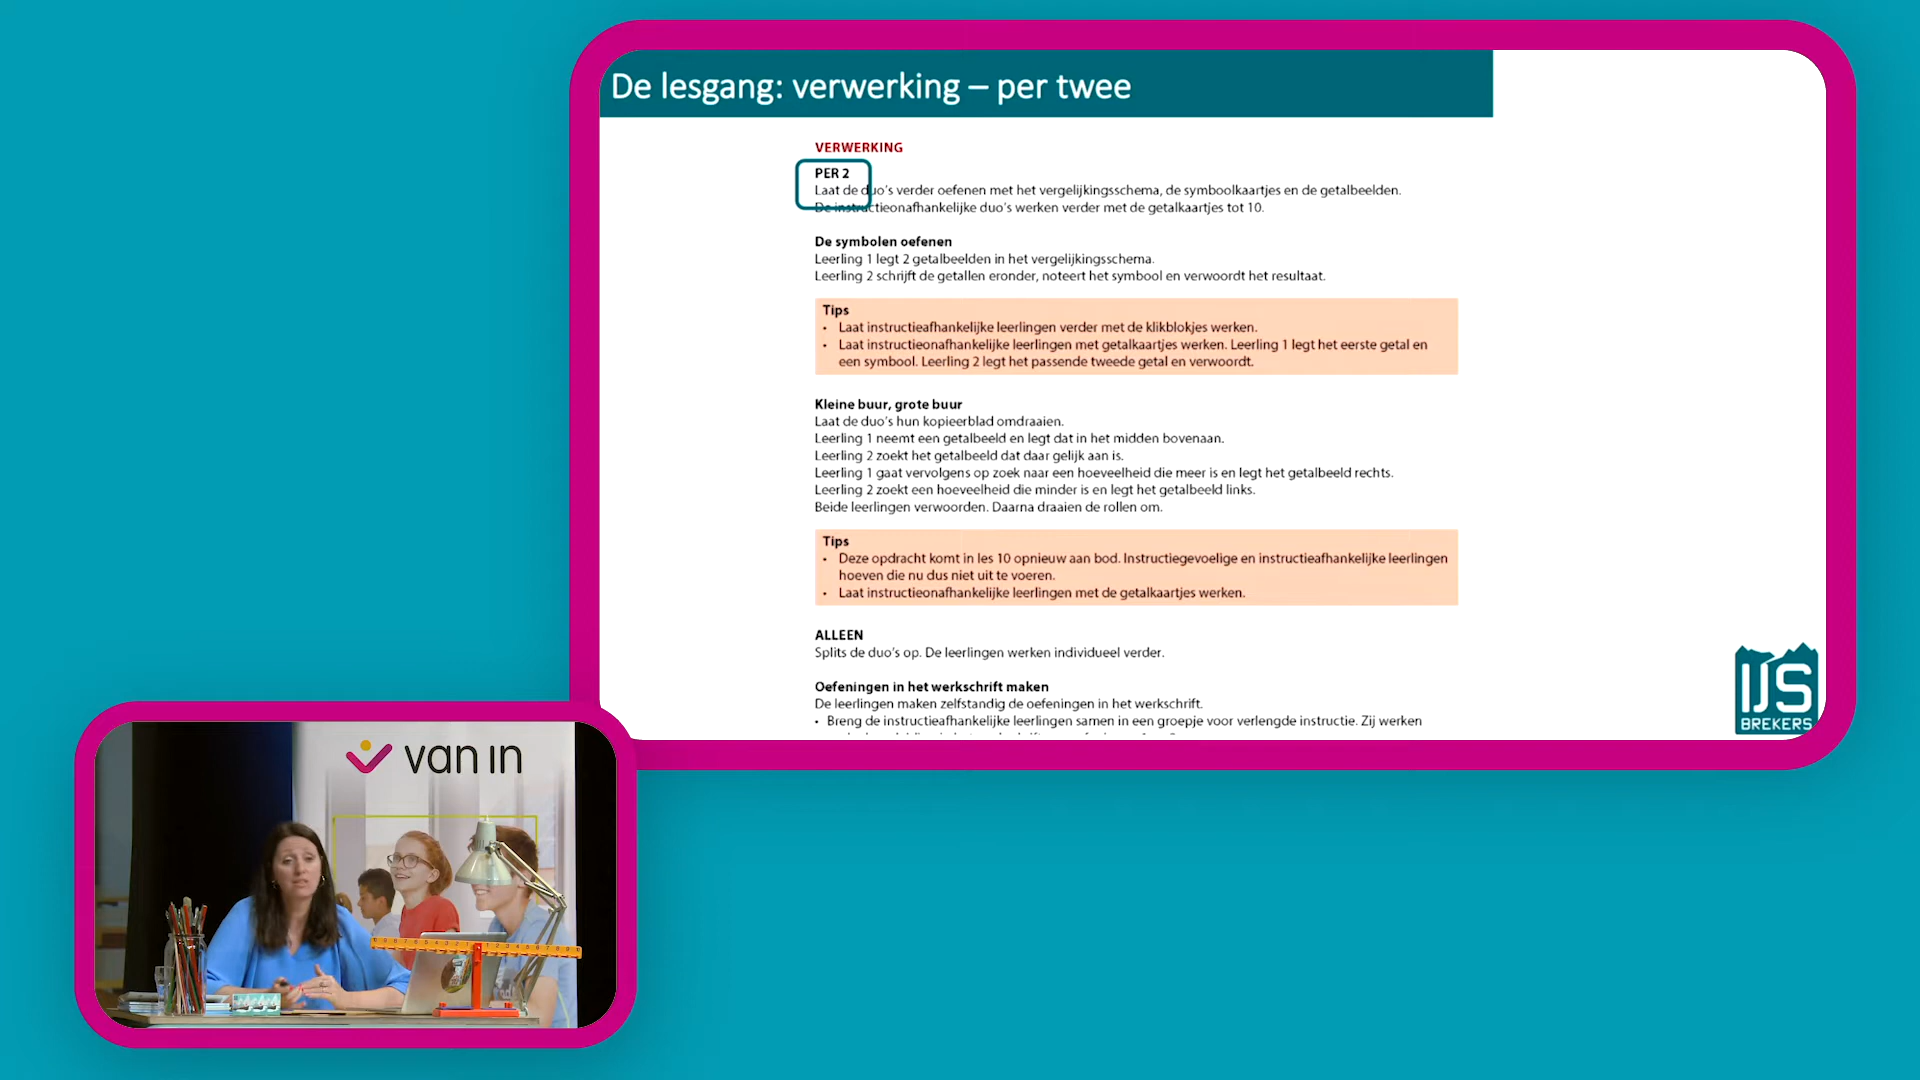 De lesgang: verwerking – per twee
VERWERKING
PER 2
Laat de duo's verder oefenen met het vergelijkingsschema, de symboolkaartjes en de getalbeelden.
De instructieonafhankelijke duo's werken verder met de getalkaartjes tot 10.
De symbolen oefenen
Leerling 1 legt 2 getalbeelden in het vergelijkingsschema.
Leerling 2 schrijft de getallen eronder, noteert het symbool en verwoordt het resultaat.
Tips
• Laat instructieafhankelijke leerlingen verder met de klikblokjes werken.
• Laat instructieonafhankelijke leerlingen met getalkaartjes werken. Leerling 1 legt het eerste getal en
een symbool. Leerling 2 legt het passende tweede getal en verwoordt.
Kleine buur, grote buur
Laat de duo's hun kopieerblad omdraaien.
Leerling 1 neemt een getalbeeld en legt dat in het midden bovenaan.
Leerling 2 zoekt het getalbeeld dat daar gelijk aan is.
Leerling 1 gaat vervolgens op zoek naar een hoeveelheid die meer is en legt het getalbeeld rechts.
Leerling 2 zoekt een hoeveelheid die minder is en legt het getalbeeld links.
Beide leerlingen verwoorden. Daarna draaien de rollen om.
Tips
• Deze opdracht komt in les 10 opnieuw aan bod. Instructiegevoelige en instructieafhankelijke leerlingen
hoeven die nu dus niet uit te voeren.
• Laat instructieonafhankelijke leerlingen met de getalkaartjes werken.
ALLEEN
Splits de duo's op. De leerlingen werken individueel verder.
Oefeningen in het werkschrift maken
De leerlingen maken zelfstandig de oefeningen in het werkschrift.
• Breng de instructieafhankelijke leerlingen samen in een groepje voor verlengde instructie. Zij werken
IJS
BREKERS
van in